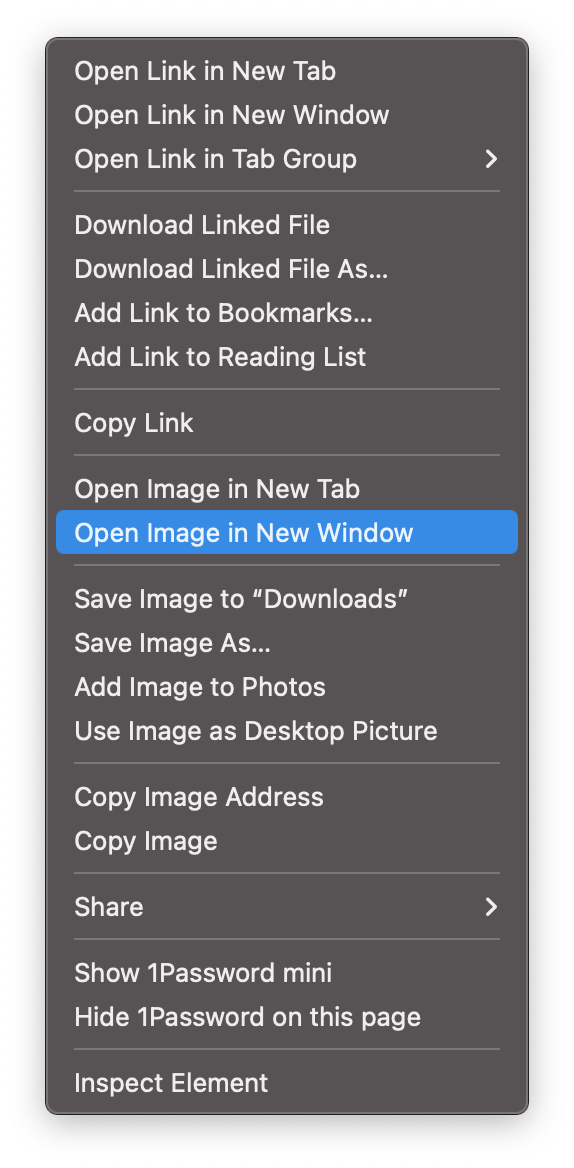 Open Link in New Tab
Open Link in New Window
Open Link in Tab Group
Download Linked File
Download Linked File As…
Add Link to Bookmarks…
Add Link to Reading List
Copy Link
Open Image in New Tab
Open Image in New Window
Save Image to “Downloads”
Save Image As…
Add Image to Photos
Use Image as Desktop Picture
Copy Image Address
Copy Image
Share
Show 1Password mini
Hide 1Password on this page
Inspect Element